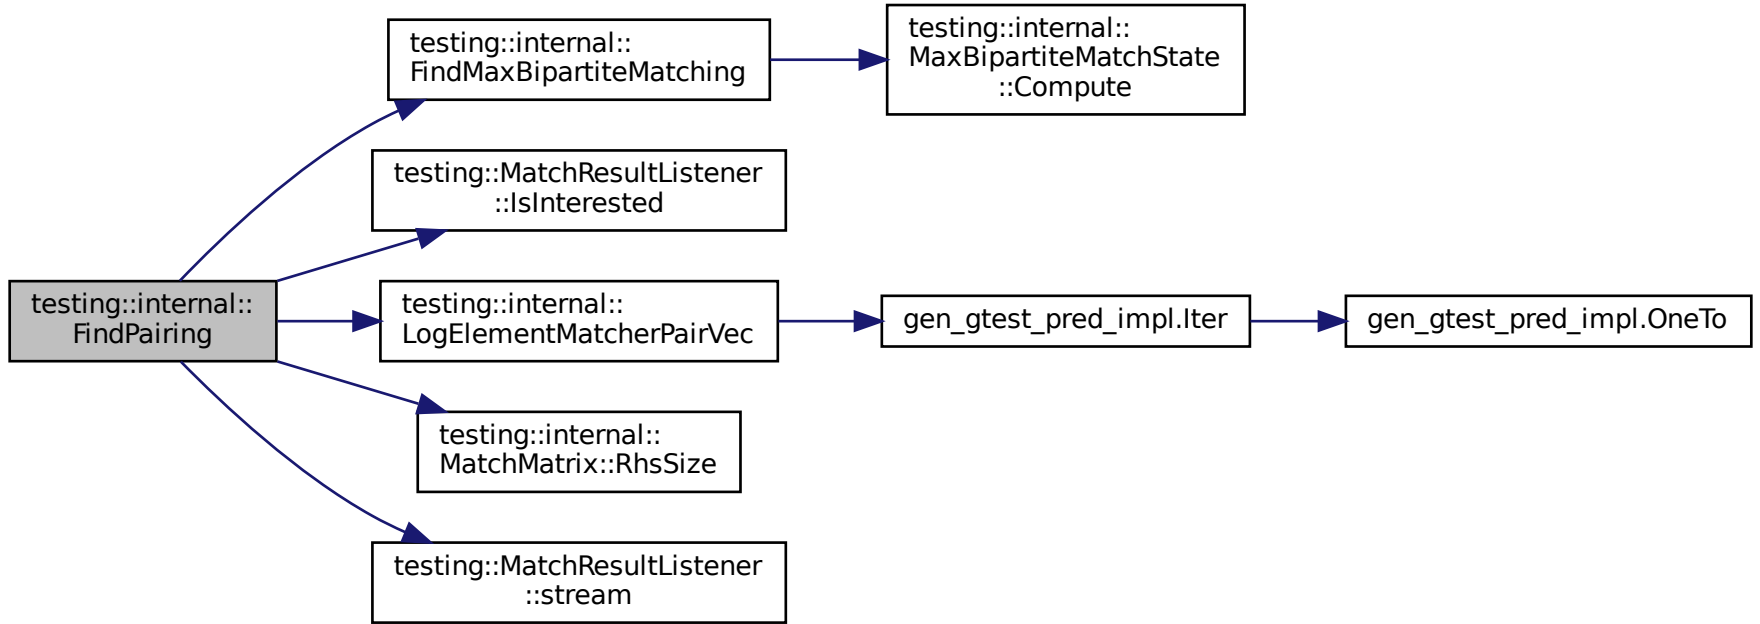 testing::internal::
FindPairing
testing::internal::
FindMaxBipartiteMatching
testing::internal::
MaxBipartiteMatchState
::Compute
testing::MatchResultListener
::IsInterested
testing::internal::
LogElementMatcherPairVec
gen_gtest_pred_impl.Iter
gen_gtest_pred_impl.OneTo
testing::internal::
MatchMatrix::RhsSize
testing::MatchResultListener
::stream